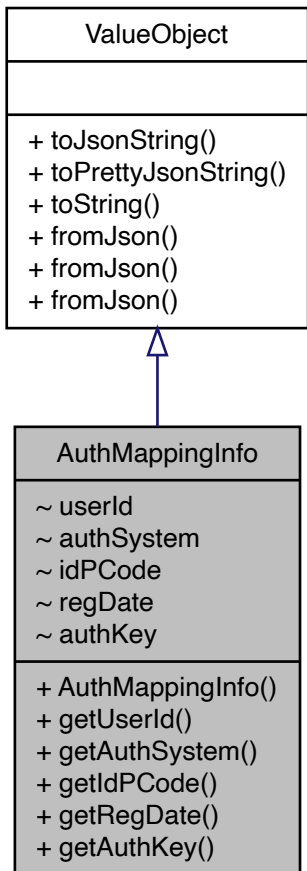 ValueObject
+ toJsonString()
+ toPrettyJsonString()
+ toString()
+ fromJson()
+ fromJson()
+ fromJson()
AuthMappingInfo
~ userId
~ authSystem
~ idPCode
~ regDate
~ authKey
+ AuthMappingInfo()
+ getUserId()
+ getAuthSystem()
+ getIdPCode()
+ getRegDate()
+ getAuthKey()